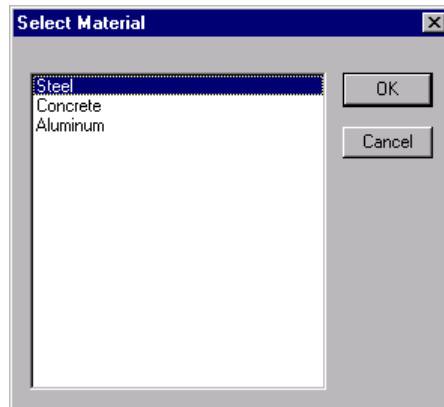 Select Material
Steel
Concrete
Aluminum
OK
Cancel